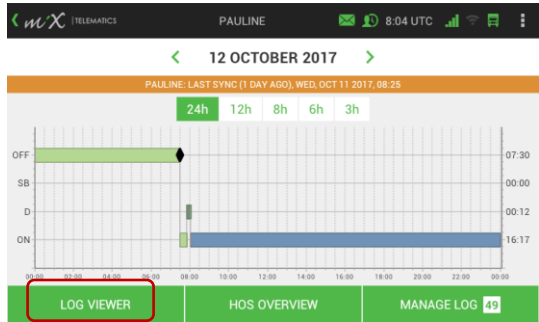 miX TELEMATICS PAULINE 8:04 UTC
12 OCTOBER 2017
PAULINE: LAST SYNC (1 DAY AGO), WED, OCT 11 2017, 08:25
24h 12h 8h 6h 3h
OFF 07:30
SB 00:00
D 00:12
ON 16:17
00:00 02:00 04:00 06:00 08:00 10:00 12:00 14:00 16:00 18:00 20:00 22:00 00:00
LOG VIEWER HOS OVERVIEW MANAGE LOG 49